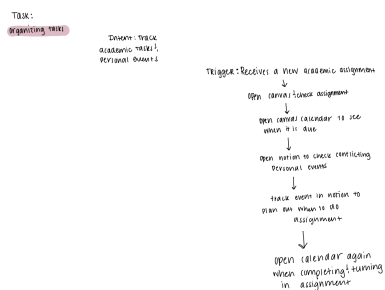 Task:
organizing tasks
Intent: Track
academic tasks &
personal events
Trigger: Receives a new academic assignment
open canvas & check assignment
open canvas calendar to see
when it is due
open notion to check conflicting
personal events
track event in notion to
plan out when to do
assignment
open calendar again
when completing & turning
in assignment